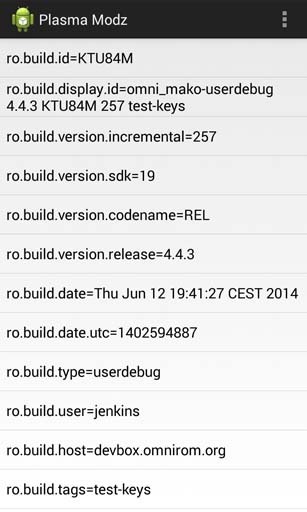 Plasma Modz
ro.build.id=KTU84M
ro.build.display.id=omni_mako-userdebug
4.4.3 KTU84M 257 test-keys
ro.build.version.incremental=257
ro.build.version.sdk=19
ro.build.version.codename=REL
ro.build.version.release=4.4.3
ro.build.date=Thu Jun 12 19:41:27 CEST 2014
ro.build.date.utc=1402594887
ro.build.type=userdebug
ro.build.user=jenkins
ro.build.host=devbox.omnirom.org
ro.build.tags=test-keys